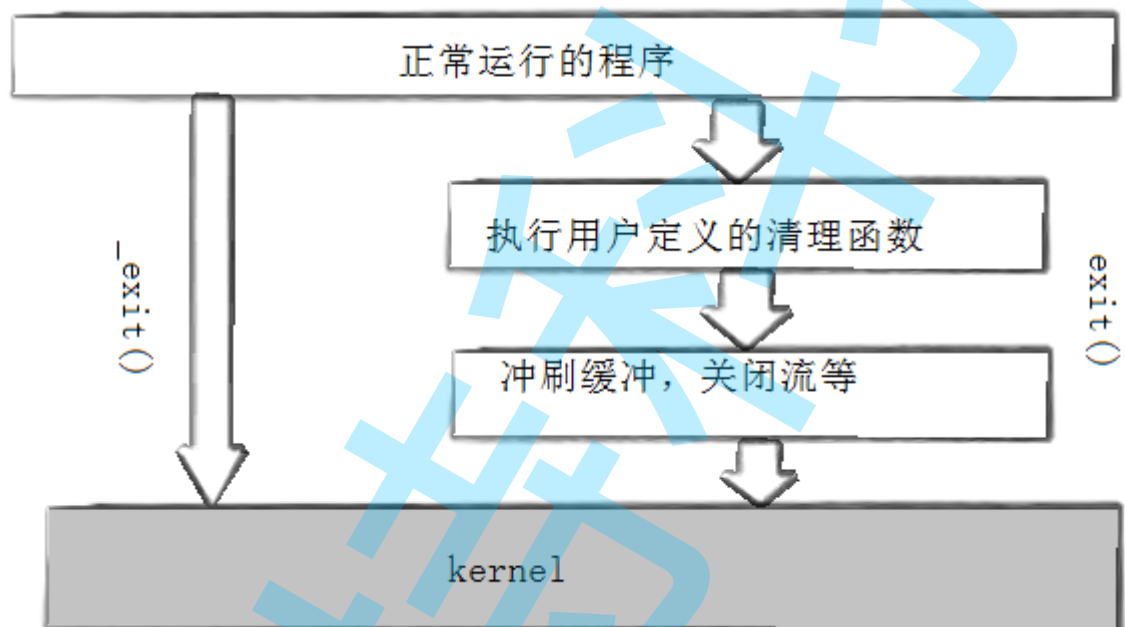 正常运行的程序
执行用户定义的清理函数
_exit()
exit()
冲刷缓冲，关闭流等
kernel